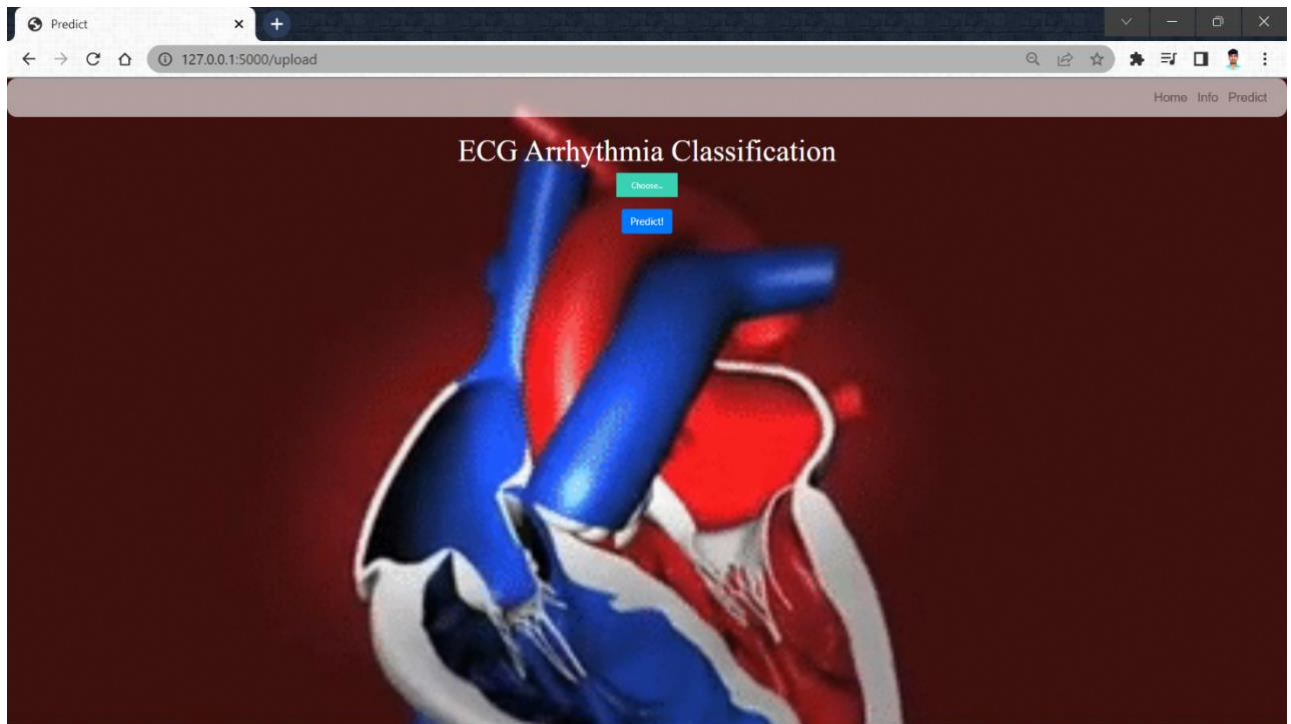 Predict
127.0.0.1:5000/upload
Home Info Predict
ECG Arrhythmia Classification
Choose...
Predict!